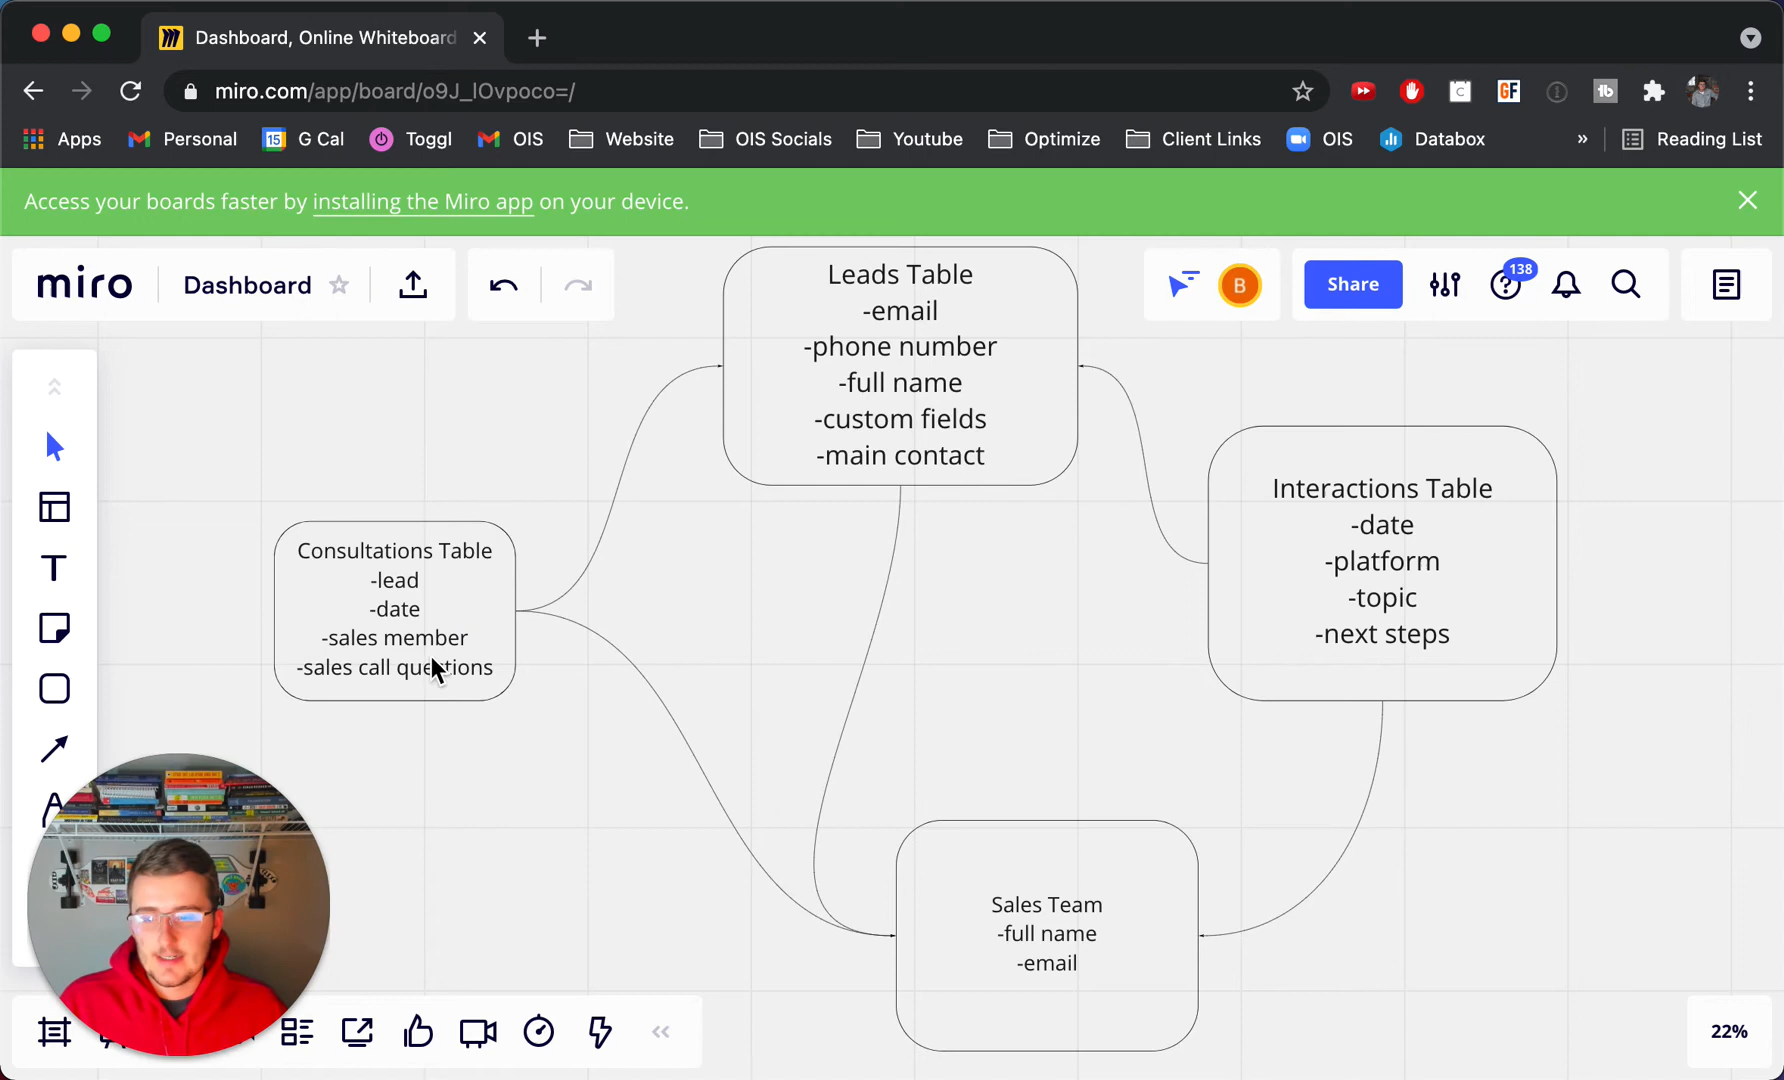 Dashboard, Online Whiteboard
miro.com/app/board/o9J_lOvpoco=/
Apps
Personal
15
G Cal
Toggl
OIS
Website
OIS Socials
Youtube
Optimize
Client Links
OIS
Databox
»
Reading List
C
GF
tb
Access your boards faster by installing the Miro app on your device.
miro
Dashboard
B
Share
138
Leads Table
-email
-phone number
-full name
-custom fields
-main contact
Interactions Table
-date
-platform
-topic
-next steps
Consultations Table
-lead
-date
-sales member
-sales call questions
Sales Team
-full name
-email
22%